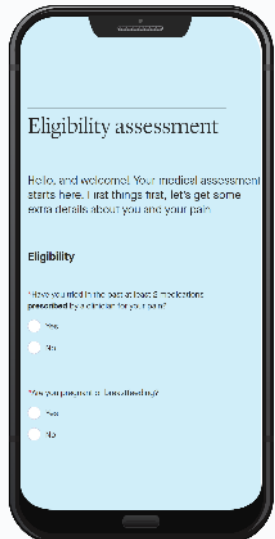 Eligibility assessment
Hello, and welcome! Your medical assessment
starts here. First things first, let's get some
extra details about you and your pain
Eligibility
*Have you tried in the past at least 2 medications
prescribed by a clinician for your pain?
Yes
No
*Are you pregnant or breastfeeding?
Yes
No